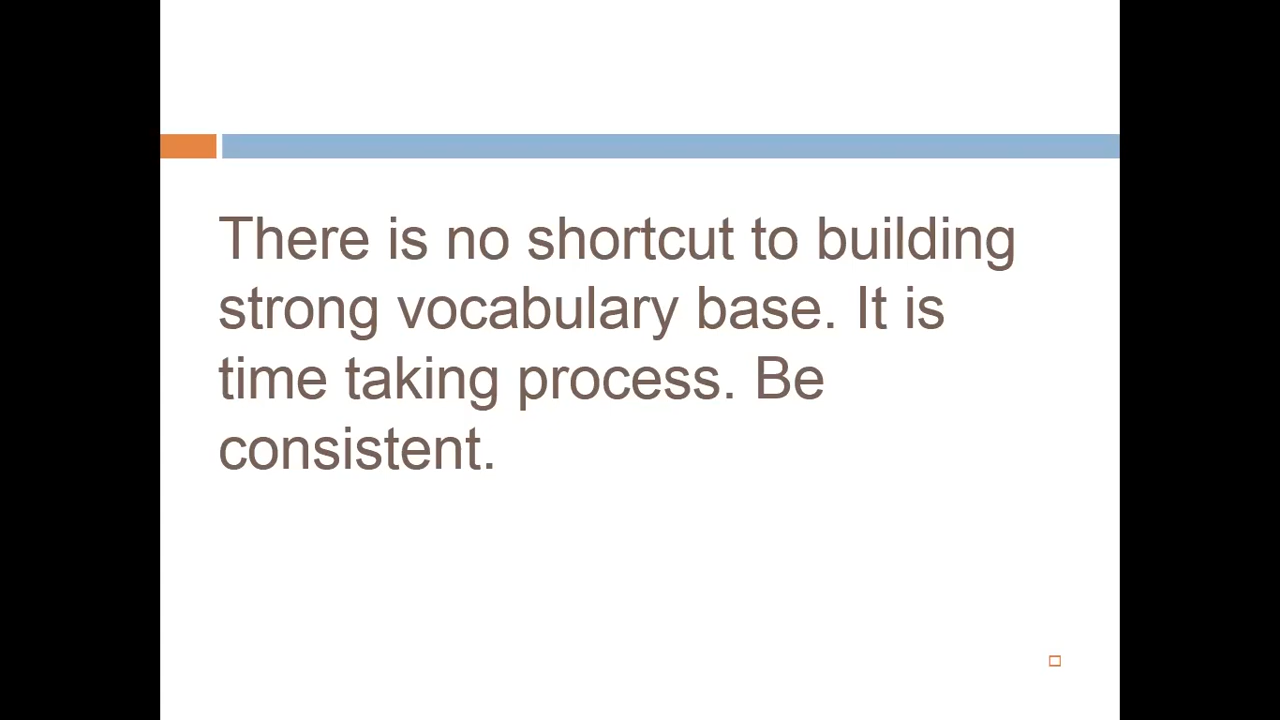 There is no shortcut to building
strong vocabulary base. It is
time taking process. Be
consistent.